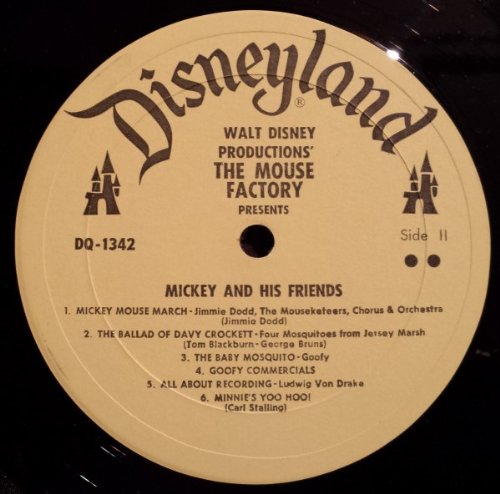 Disneyland®
WALT DISNEY
PRODUCTIONS'
THE MOUSE
FACTORY
PRESENTS
DQ-1342
Side II
MICKEY AND HIS FRIENDS
1. MICKEY MOUSE MARCH - Jimmie Dodd, The Mouseketeers, Chorus & Orchestra
(Jimmie Dodd)
2. THE BALLAD OF DAVY CROCKETT - Four Mosquitoes from Jersey Marsh
(Tom Blackburn - George Bruns)
3. THE BABY MOSQUITO - Goofy
4. GOOFY COMMERCIALS
5. ALL ABOUT RECORDING - Ludwig Von Drake
6. MINNIE'S YOO HOO!
(Carl Stalling)